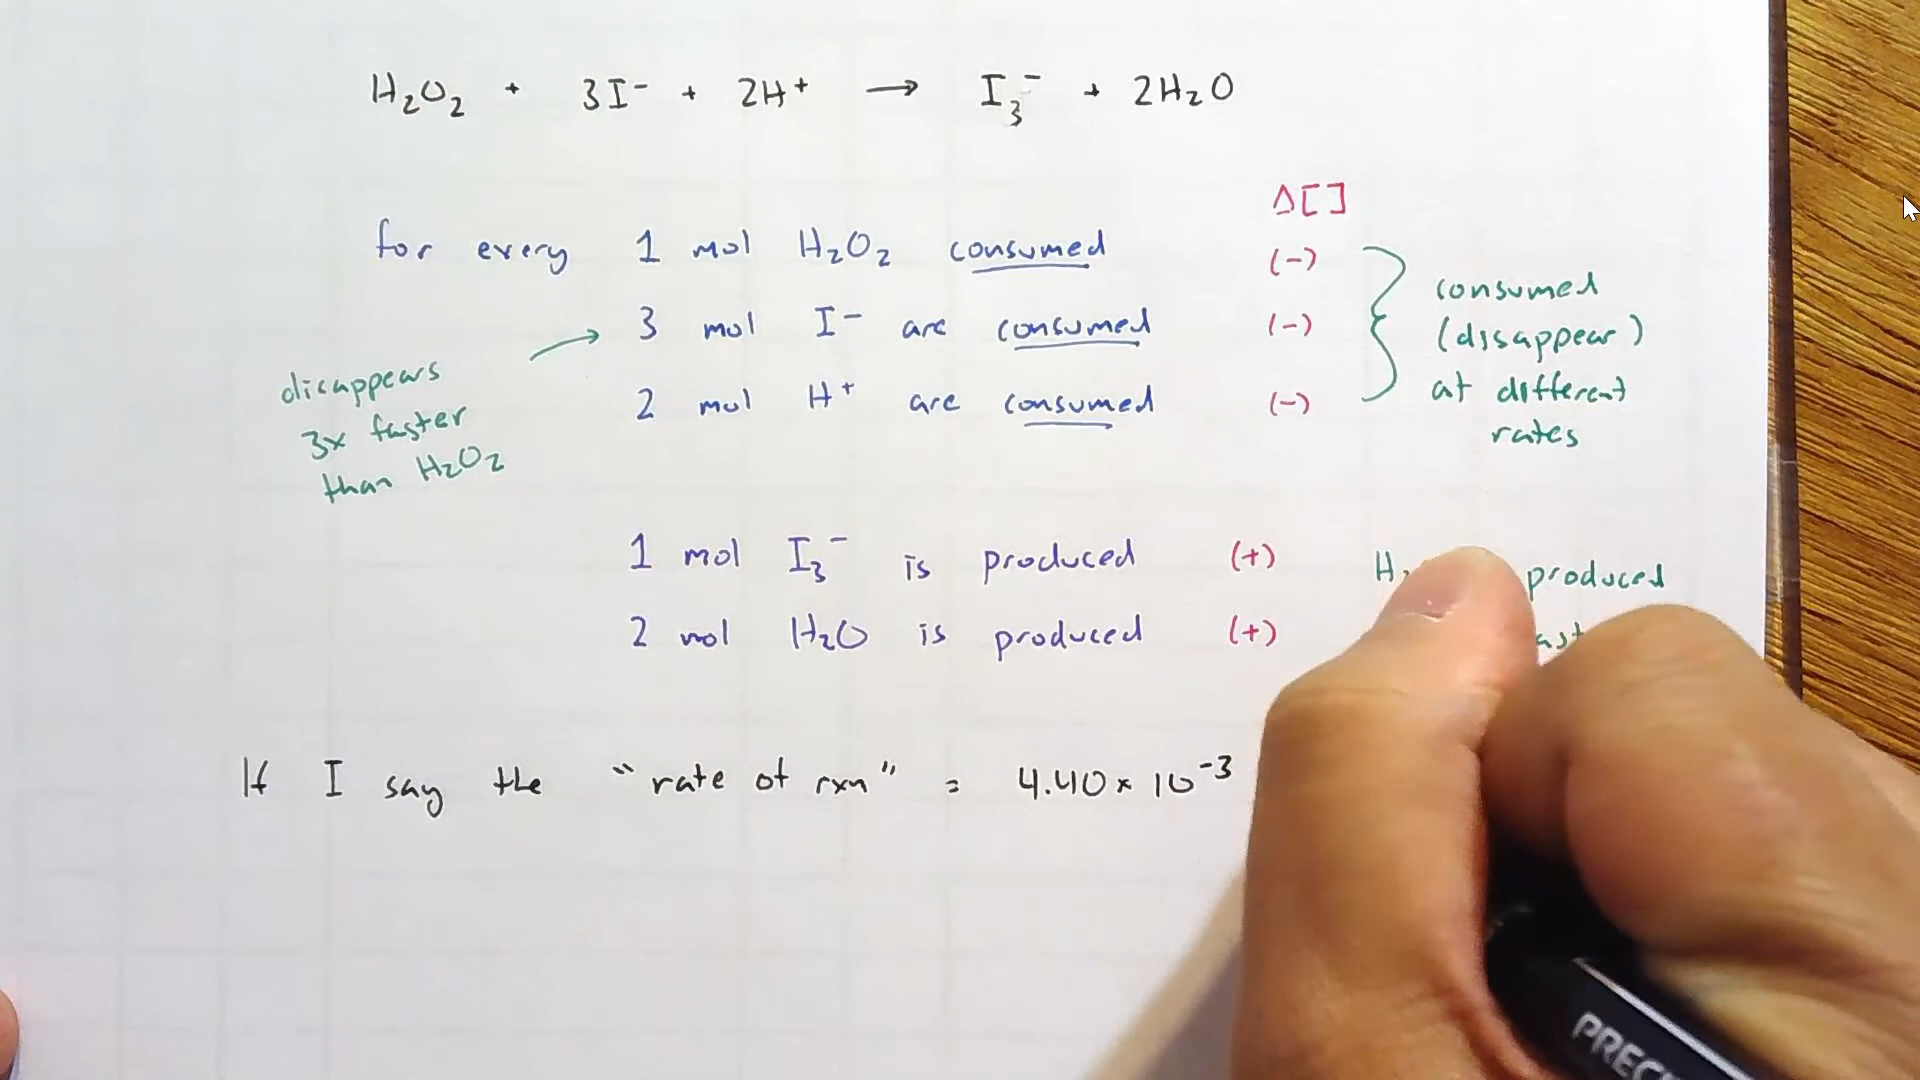 H₂O₂ + 3I⁻ + 2H⁺ → I₃⁻ + 2H₂O
Δ[]
for every 1 mol H₂O₂ consumed (-)
3 mol I⁻ are consumed (-)
2 mol H⁺ are consumed (-)
consumed
(disappear)
at different
rates
disappears
3x faster
than H₂O₂
1 mol I₃⁻ is produced (+)
2 mol H₂O is produced (+)
produced
If I say the "rate of rxn" = 4.40 × 10⁻³